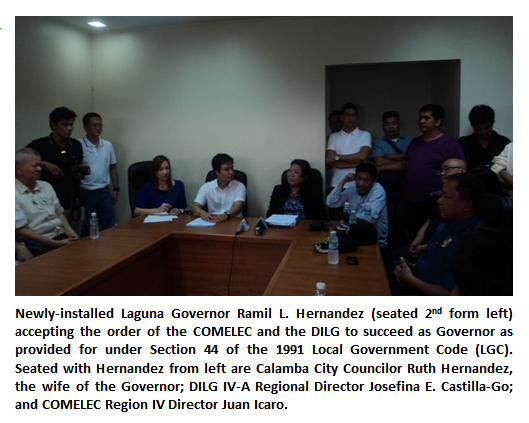 Newly-installed Laguna Governor Ramil L. Hernandez (seated 2nd form left)
accepting the order of the COMELEC and the DILG to succeed as Governor as
provided for under Section 44 of the 1991 Local Government Code (LGC).
Seated with Hernandez from left are Calamba City Councilor Ruth Hernandez,
the wife of the Governor; DILG IV-A Regional Director Josefina E. Castilla-Go;
and COMELEC Region IV Director Juan Icaro.